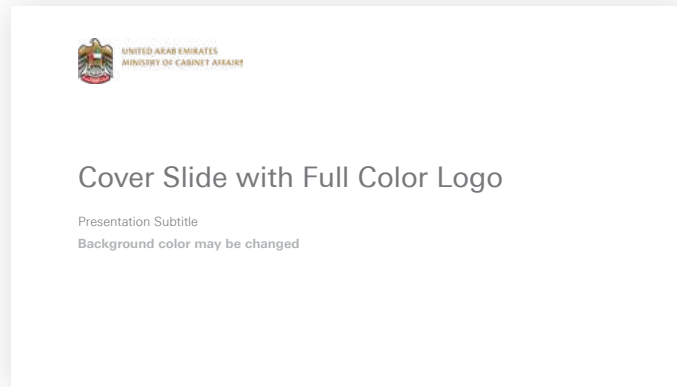 UNITED ARAB EMIRATES
MINISTRY OF CABINET AFFAIRS
Cover Slide with Full Color Logo
Presentation Subtitle
Background color may be changed